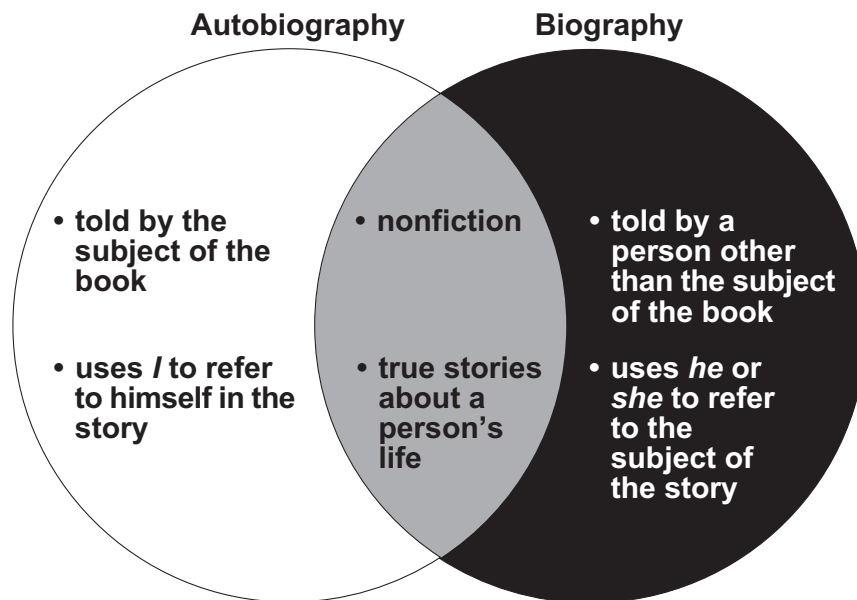 Autobiography
Biography
• told by the
subject of the
book
• uses I to refer
to himself in the
story
• nonfiction
• true stories
about a
person's
life
• told by a
person other
than the subject
of the book
• uses he or
she to refer
to the
subject of
the story